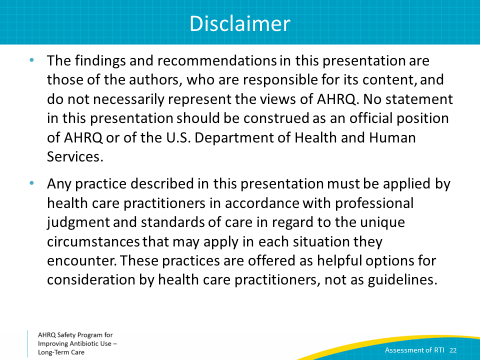 Disclaimer
• The findings and recommendations in this presentation are
those of the authors, who are responsible for its content, and
do not necessarily represent the views of AHRQ. No statement
in this presentation should be construed as an official position
of AHRQ or of the U.S. Department of Health and Human
Services.
• Any practice described in this presentation must be applied by
health care practitioners in accordance with professional
judgment and standards of care in regard to the unique
circumstances that may apply in each situation they
encounter. These practices are offered as helpful options for
consideration by health care practitioners, not as guidelines.
AHRQ Safety Program for
Improving Antibiotic Use –
Long-Term Care
Assessment of RTI 22